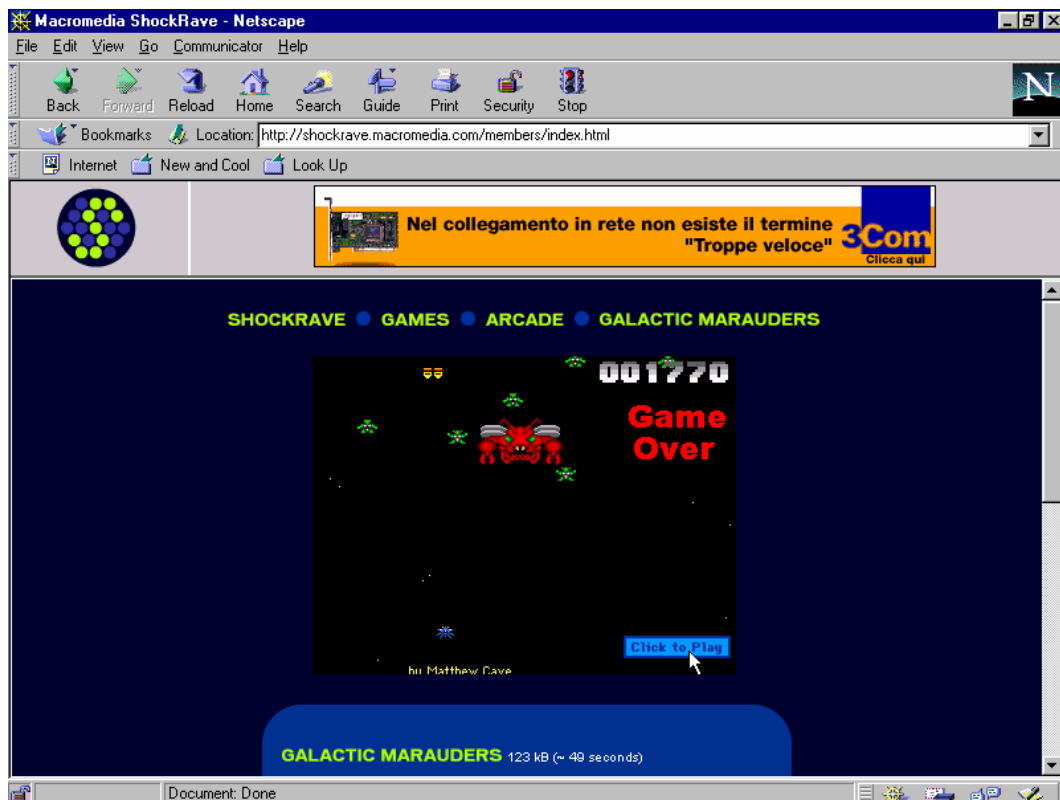 Macromedia ShockRave - Netscape
File Edit View Go Communicator Help
Back Forward Reload Home Search Guide Print Security Stop
N
Bookmarks Location: http://shockrave.macromedia.com/members/index.html
Internet New and Cool Look Up
Nel collegamento in rete non esiste il termine
"Troppe veloce"
3Com
Clicca qui
SHOCKRAVE GAMES ARCADE GALACTIC MARAUDERS
001770
Game
Over
Click to Play
by Matthew Cave
GALACTIC MARAUDERS 123 kB (~ 49 seconds)
Document: Done